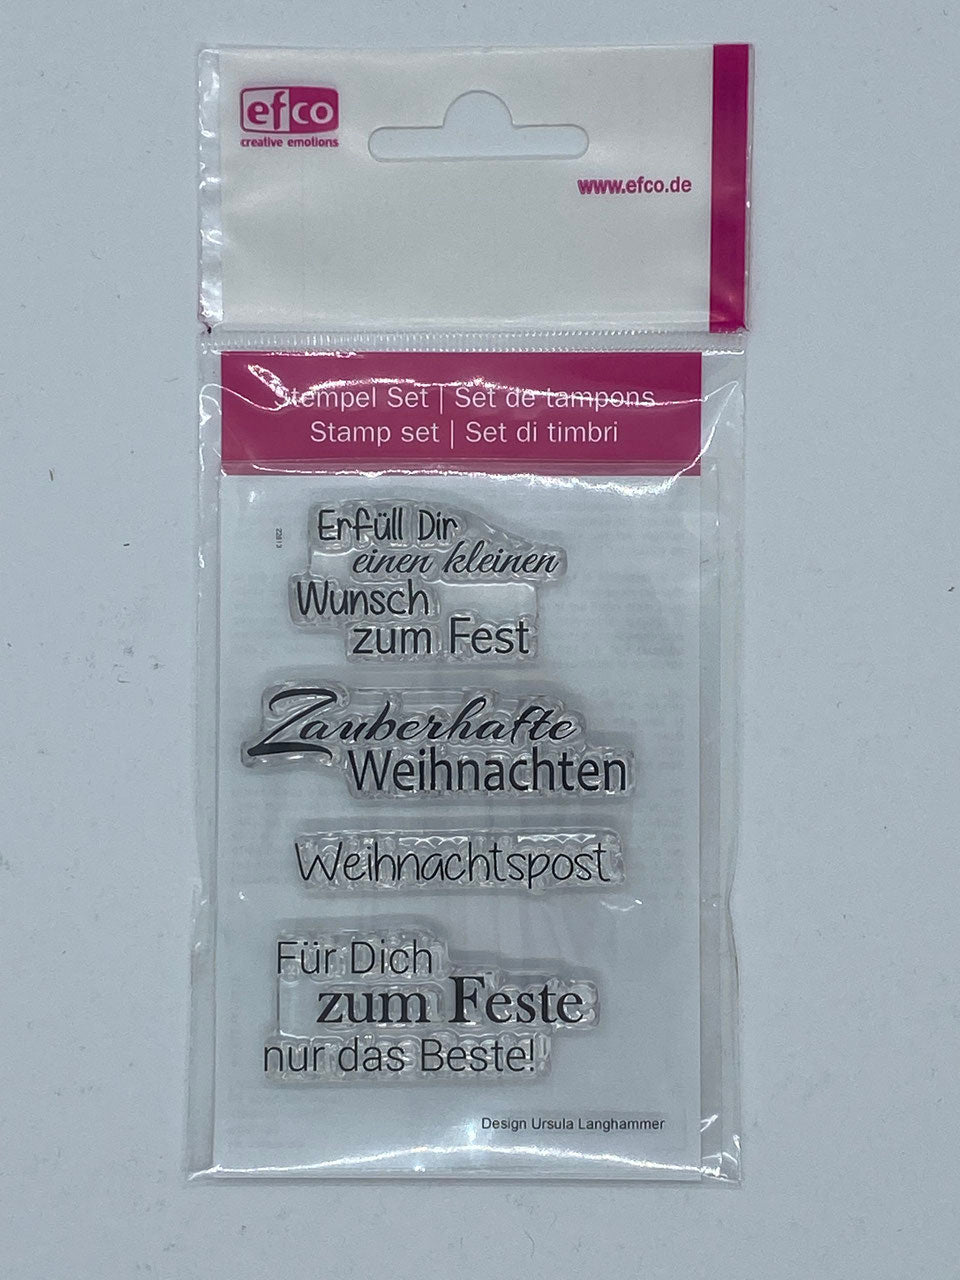 efco
creative emotions
www.efco.de
Stempel Set | Set de tampons
Stamp set | Set di timbri
Erfüll Dir
einen kleinen
Wunsch
zum Fest
Zauberhafte
Weihnachten
Weihnachtspost
Für Dich
zum Feste
nur das Beste!
Design Ursula Langhammer